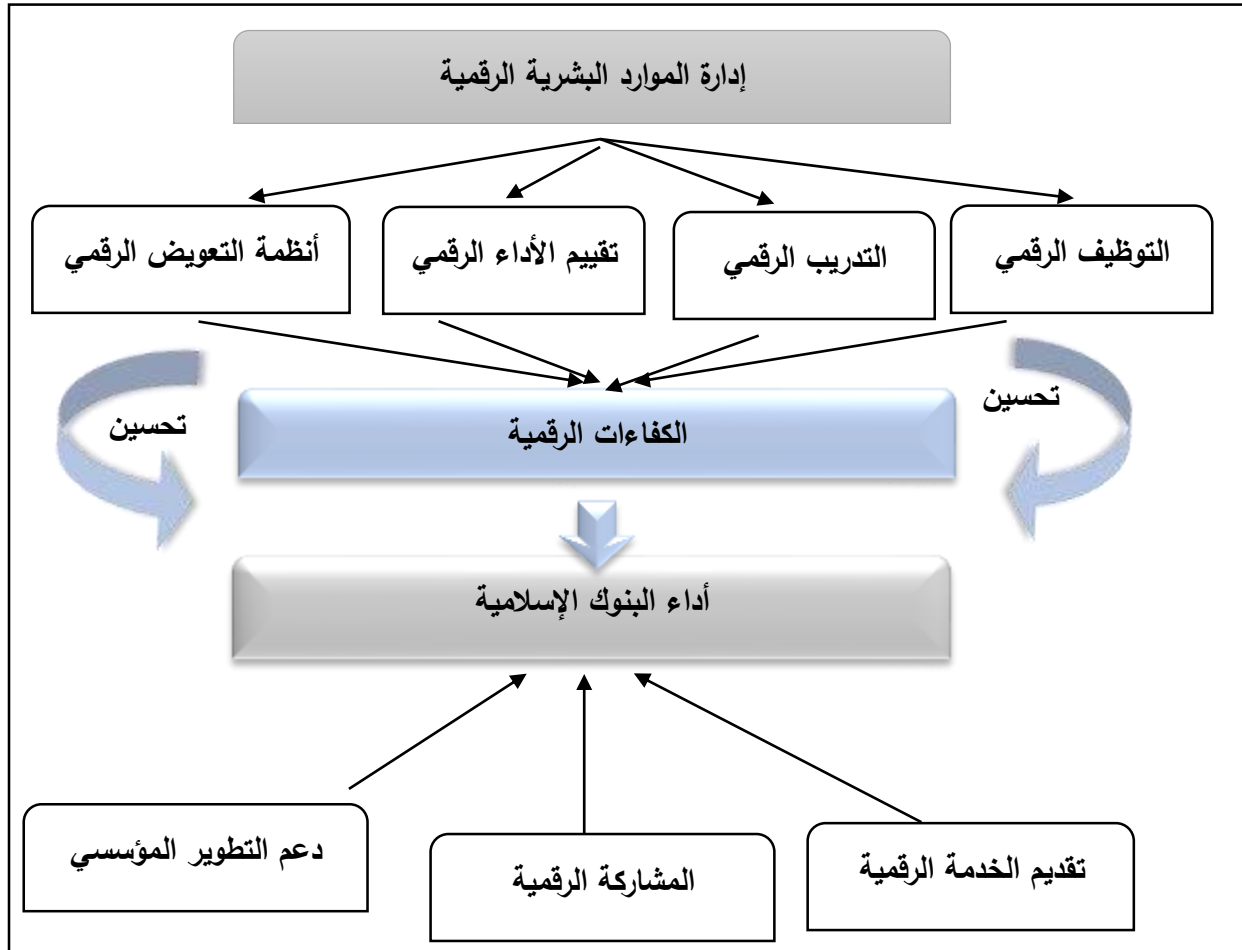 إدارة الموارد البشرية الرقمية
التوظيف الرقمي
التدريب الرقمي
تقييم الأداء الرقمي
أنظمة التعويض الرقمي
تحسين
الكفاءات الرقمية
تحسين
أداء البنوك الإسلامية
تقديم الخدمة الرقمية
المشاركة الرقمية
دعم التطوير المؤسسي